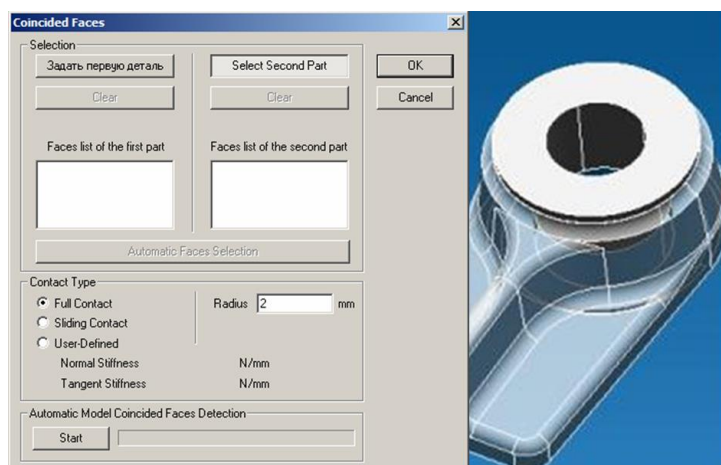 Coincided Faces
Selection
Задать первую деталь
Select Second Part
OK
Clear
Clear
Cancel
Faces list of the first part
Faces list of the second part
Automatic Faces Selection
Contact Type
Full Contact
Radius 2 mm
Sliding Contact
User-Defined
Normal Stiffness N/mm
Tangent Stiffness N/mm
Automatic Model Coincided Faces Detection
Start